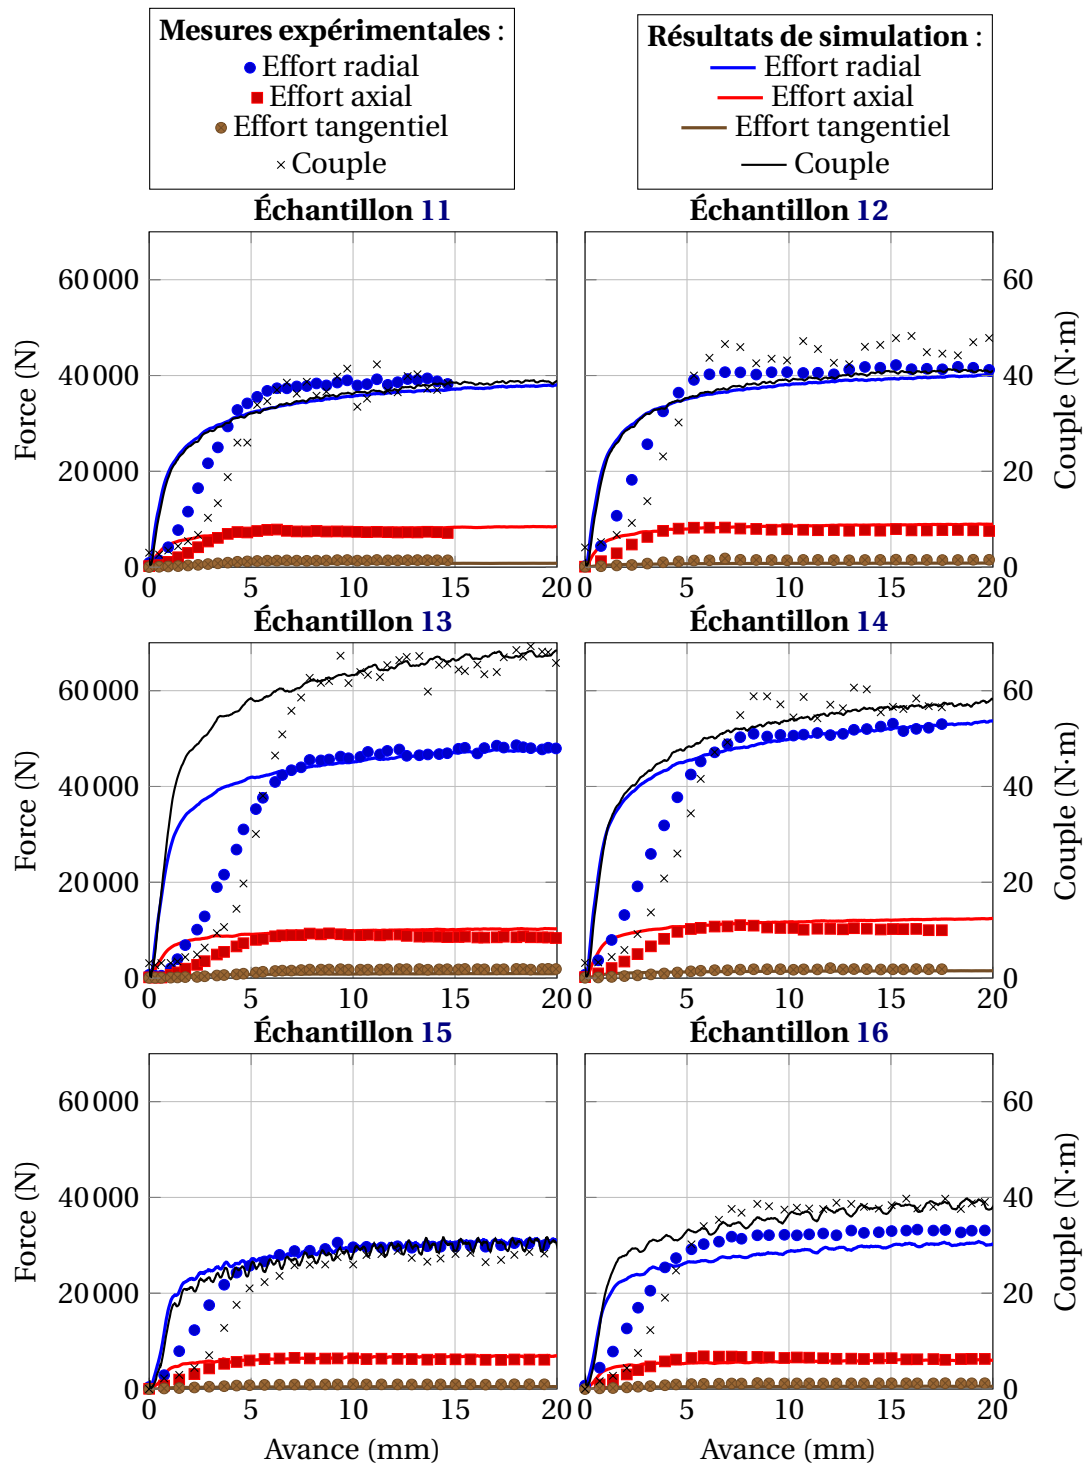 Mesures expérimentales :
Effort radial
Effort axial
Effort tangentiel
Couple
Résultats de simulation :
Effort radial
Effort axial
Effort tangentiel
Couple
Échantillon 11
Échantillon 12
60 000
40 000
20 000
0
Force (N)
0 5 10 15 20
0 5 10 15 20
60
40
20
0
Couple (N·m)
Échantillon 13
Échantillon 14
60 000
40 000
20 000
0
Force (N)
0 5 10 15 20
0 5 10 15 20
60
40
20
0
Couple (N·m)
Échantillon 15
Échantillon 16
60 000
40 000
20 000
0
Force (N)
0 5 10 15 20
0 5 10 15 20
60
40
20
0
Couple (N·m)
Avance (mm)
Avance (mm)